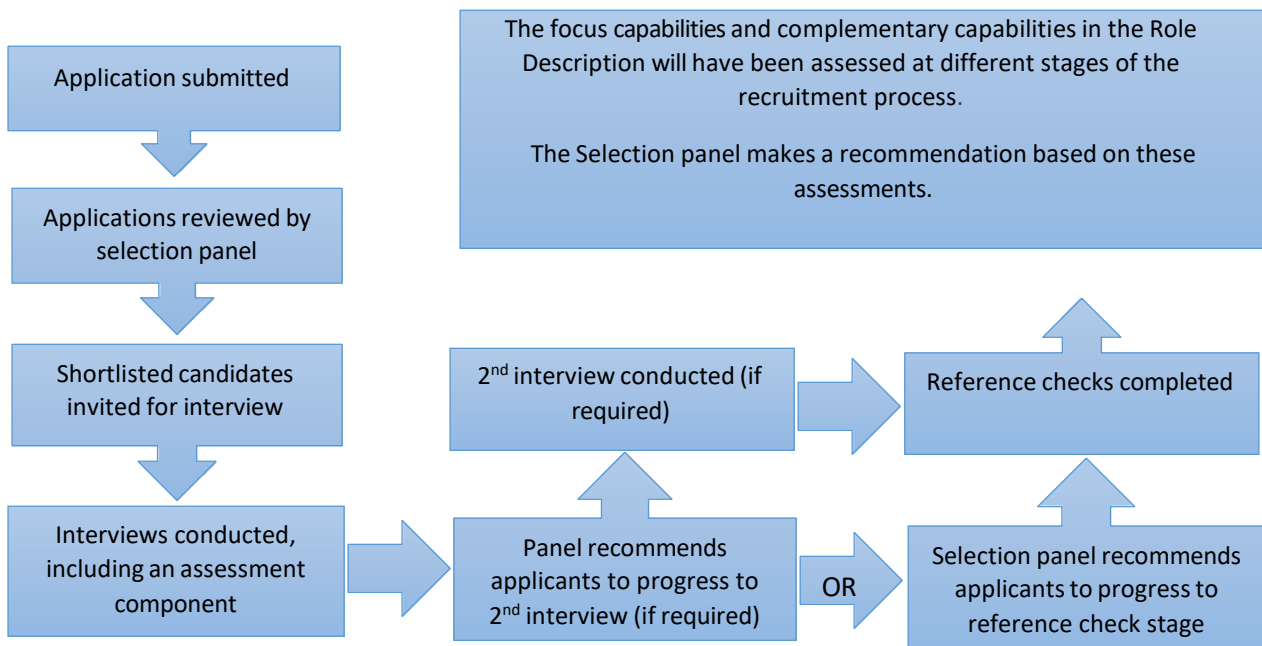 Application submitted
Applications reviewed by
selection panel
Shortlisted candidates
invited for interview
Interviews conducted,
including an assessment
component
Panel recommends
applicants to progress to
2nd interview (if required)
OR
Selection panel recommends
applicants to progress to
reference check stage
2nd interview conducted (if
required)
Reference checks completed
The focus capabilities and complementary capabilities in the Role
Description will have been assessed at different stages of the
recruitment process.
The Selection panel makes a recommendation based on these
assessments.